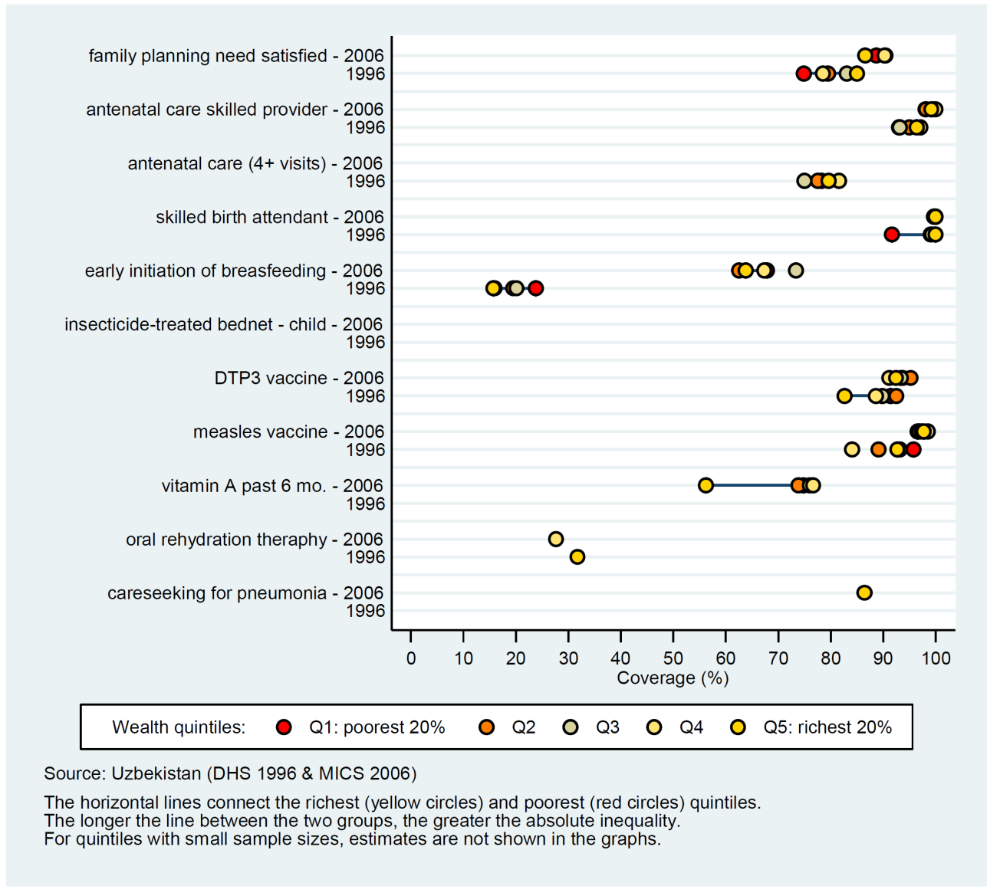 family planning need satisfied - 2006
1996
antenatal care skilled provider - 2006
1996
antenatal care (4+ visits) - 2006
1996
skilled birth attendant - 2006
1996
early initiation of breasfeeding - 2006
1996
insecticide-treated bednet - child - 2006
1996
DTP3 vaccine - 2006
1996
measles vaccine - 2006
1996
vitamin A past 6 mo. - 2006
1996
oral rehydration theraphy - 2006
1996
careseeking for pneumonia - 2006
1996
0 10 20 30 40 50 60 70 80 90 100
Coverage (%)
Wealth quintiles: Q1: poorest 20% Q2 Q3 Q4 Q5: richest 20%
Source: Uzbekistan (DHS 1996 & MICS 2006)
The horizontal lines connect the richest (yellow circles) and poorest (red circles) quintiles.
The longer the line between the two groups, the greater the absolute inequality.
For quintiles with small sample sizes, estimates are not shown in the graphs.